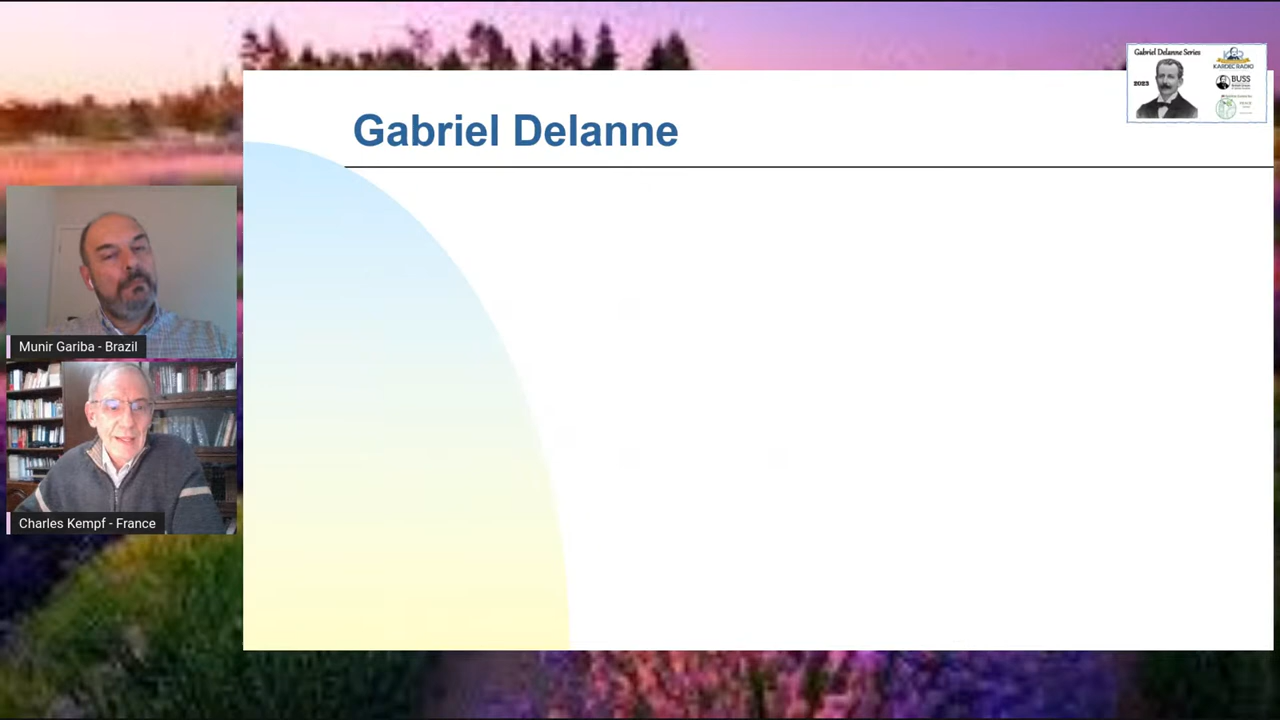 Gabriel Delanne
Gabriel Delanne Series
2023
KARDEC RADIO
BUSS
Munir Gariba - Brazil
Charles Kempf - France